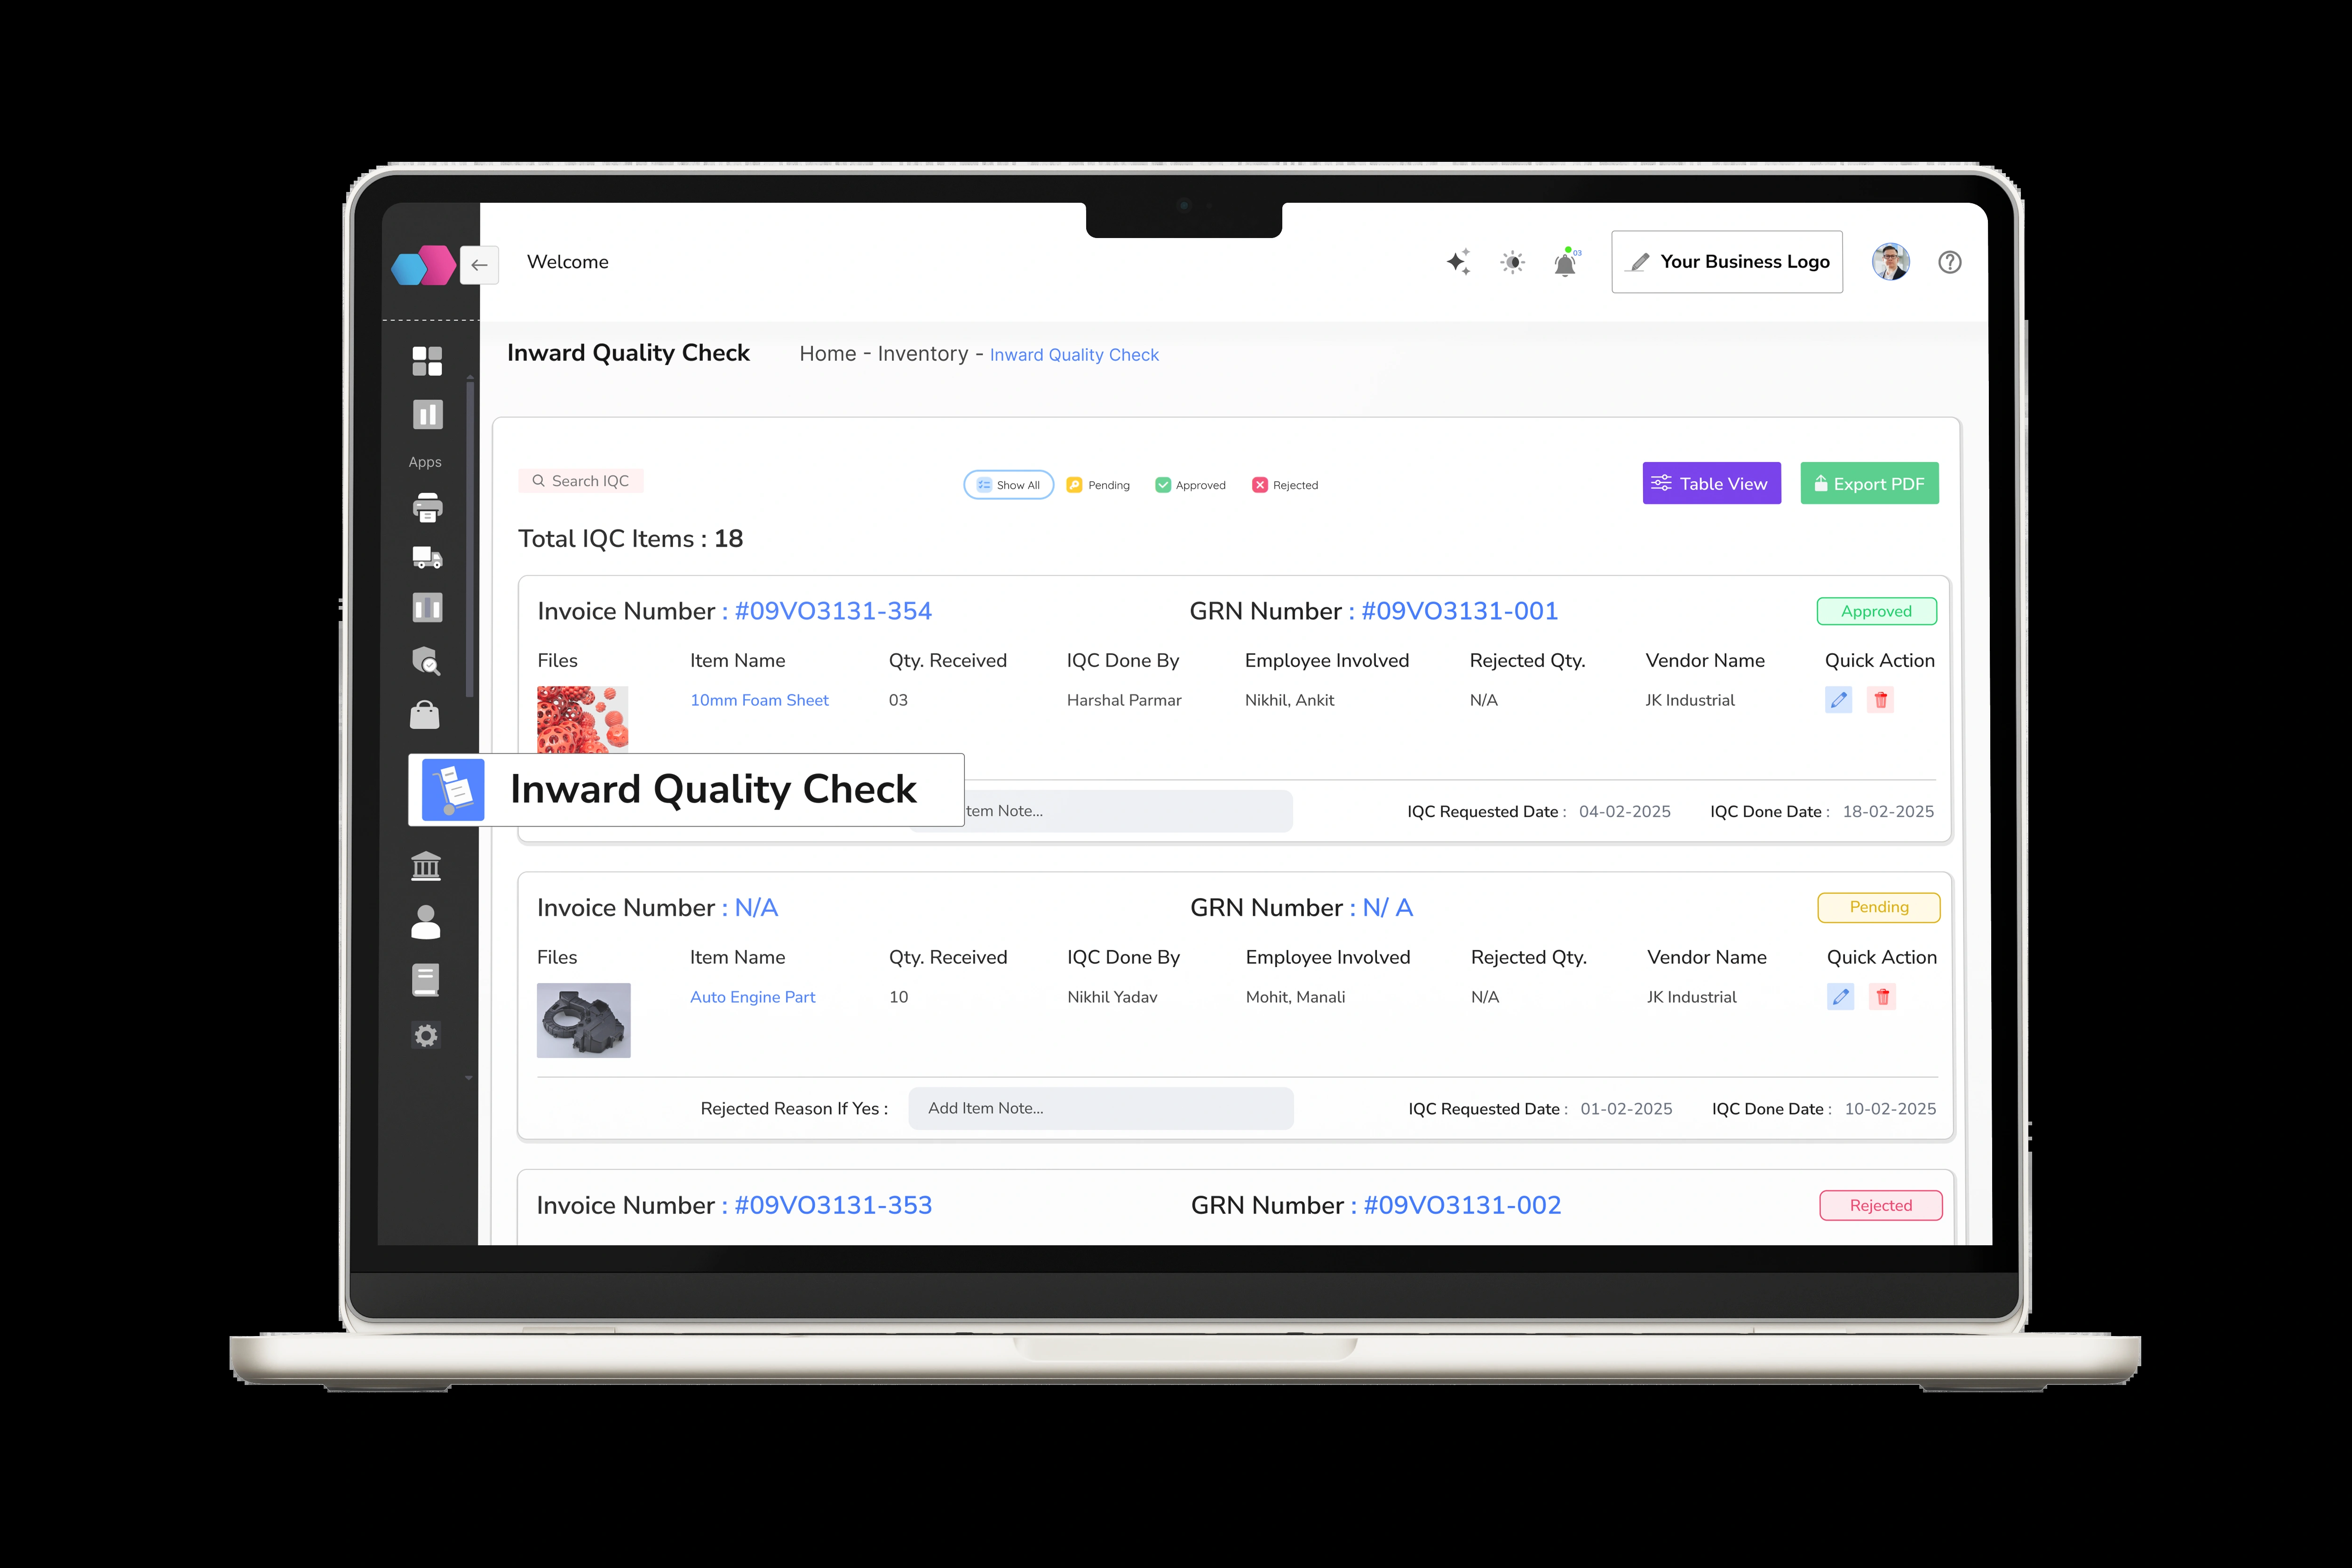 Welcome
03
Your Business Logo
Inward Quality Check
Home - Inventory - Inward Quality Check
Apps
Search IQC
Show All
Pending
Approved
Rejected
Table View
Export PDF
Total IQC Items : 18
Invoice Number : #09VO3131-354
GRN Number : #09VO3131-001
Approved
Files
Item Name
Qty. Received
IQC Done By
Employee Involved
Rejected Qty.
Vendor Name
Quick Action
10mm Foam Sheet
03
Harshal Parmar
Nikhil, Ankit
N/A
JK Industrial
Inward Quality Check
tem Note...
IQC Requested Date : 04-02-2025
IQC Done Date : 18-02-2025
Invoice Number : N/A
GRN Number : N/ A
Pending
Files
Item Name
Qty. Received
IQC Done By
Employee Involved
Rejected Qty.
Vendor Name
Quick Action
Auto Engine Part
10
Nikhil Yadav
Mohit, Manali
N/A
JK Industrial
Rejected Reason If Yes :
Add Item Note...
IQC Requested Date : 01-02-2025
IQC Done Date : 10-02-2025
Invoice Number : #09VO3131-353
GRN Number : #09VO3131-002
Rejected